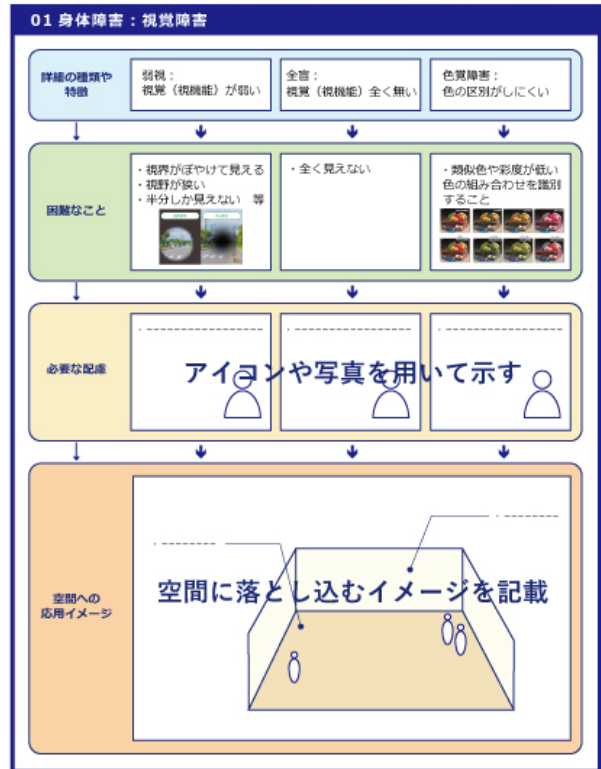 01 身体障害：視覚障害
詳細の種類や
特徴
弱視：
視覚（視機能）が弱い
全盲：
視覚（視機能）全く無い
色覚障害：
色の区別がしにくい
困難なこと
・視界がぼやけて見える
・視野が狭い
・半分しか見えない 等
・全く見えない
・類似色や彩度が低い
色の組み合わせを識別
すること
必要な配慮
アイコンや写真を用いて示す
空間への
応用イメージ
空間に落とし込むイメージを記載